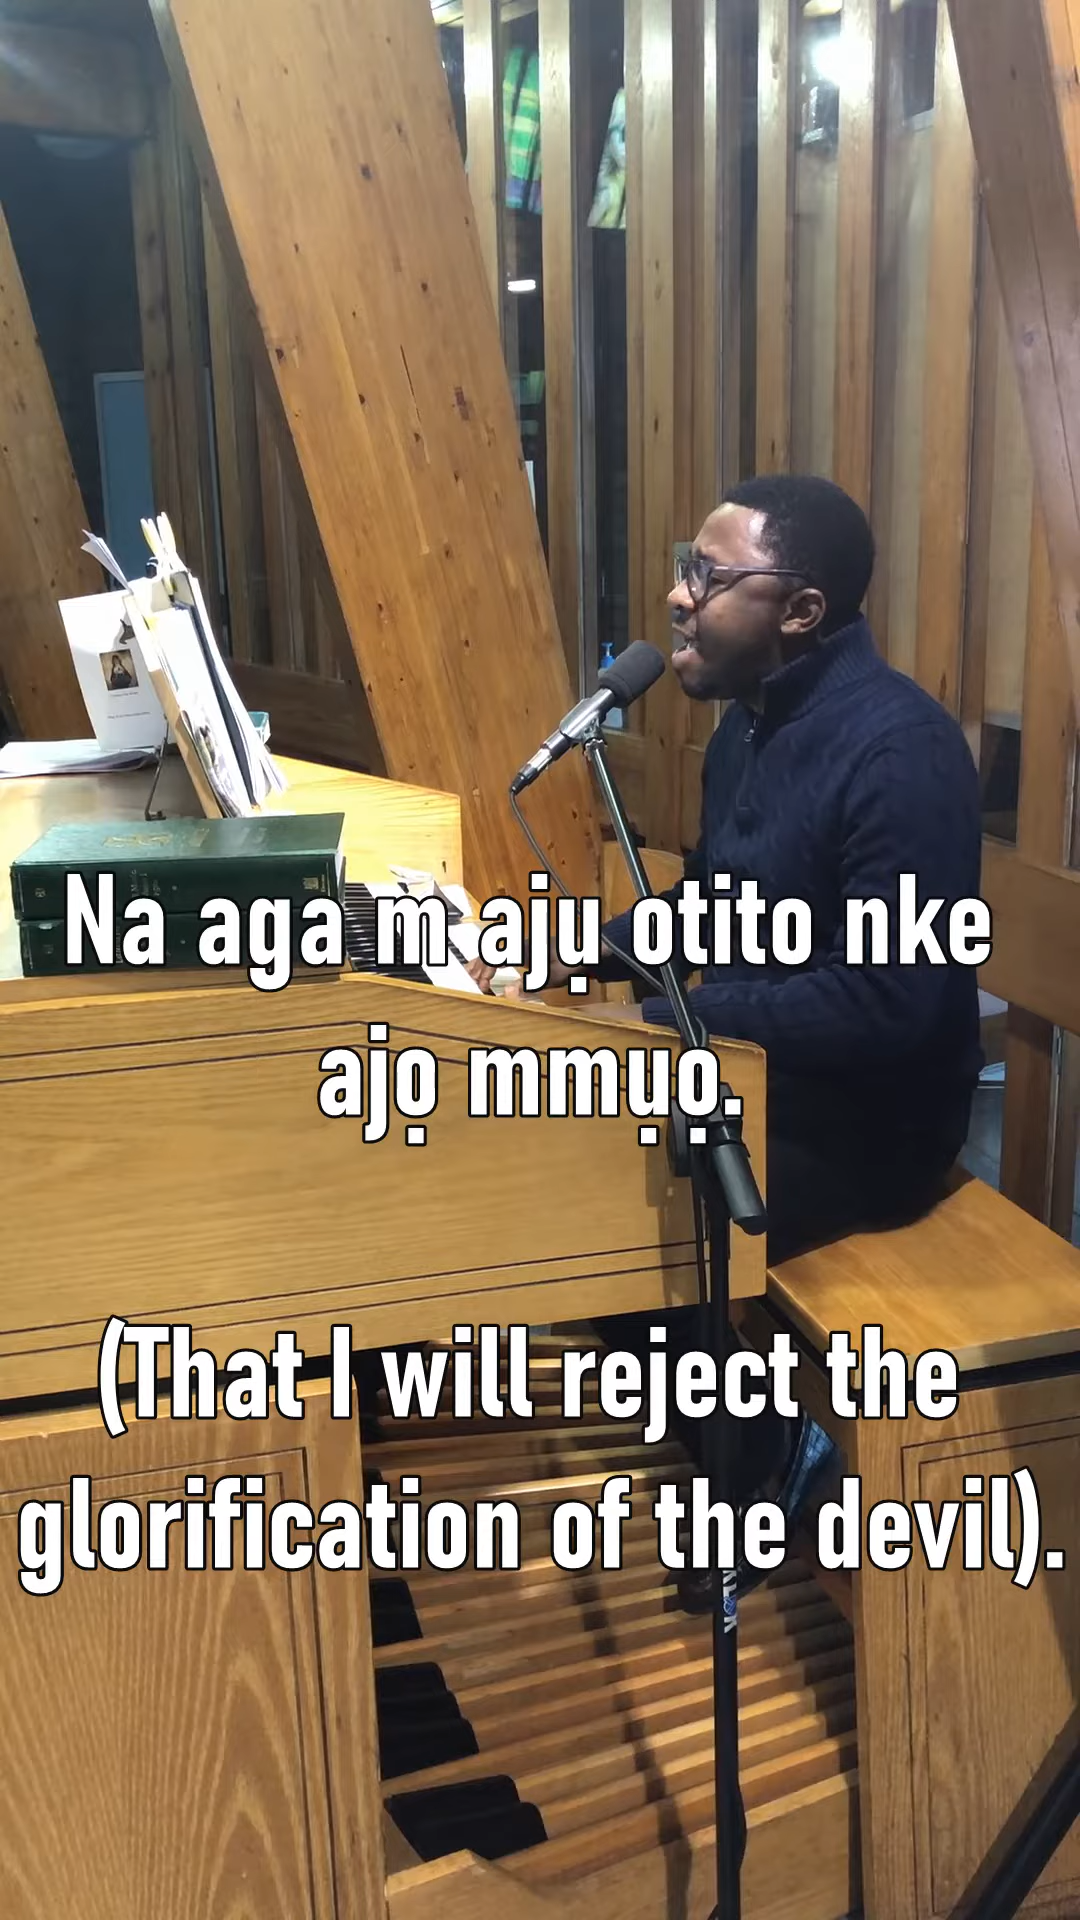 Na aga m ajụ otito nke
ajọ mmụọ.
(That I will reject the
glorification of the devil).